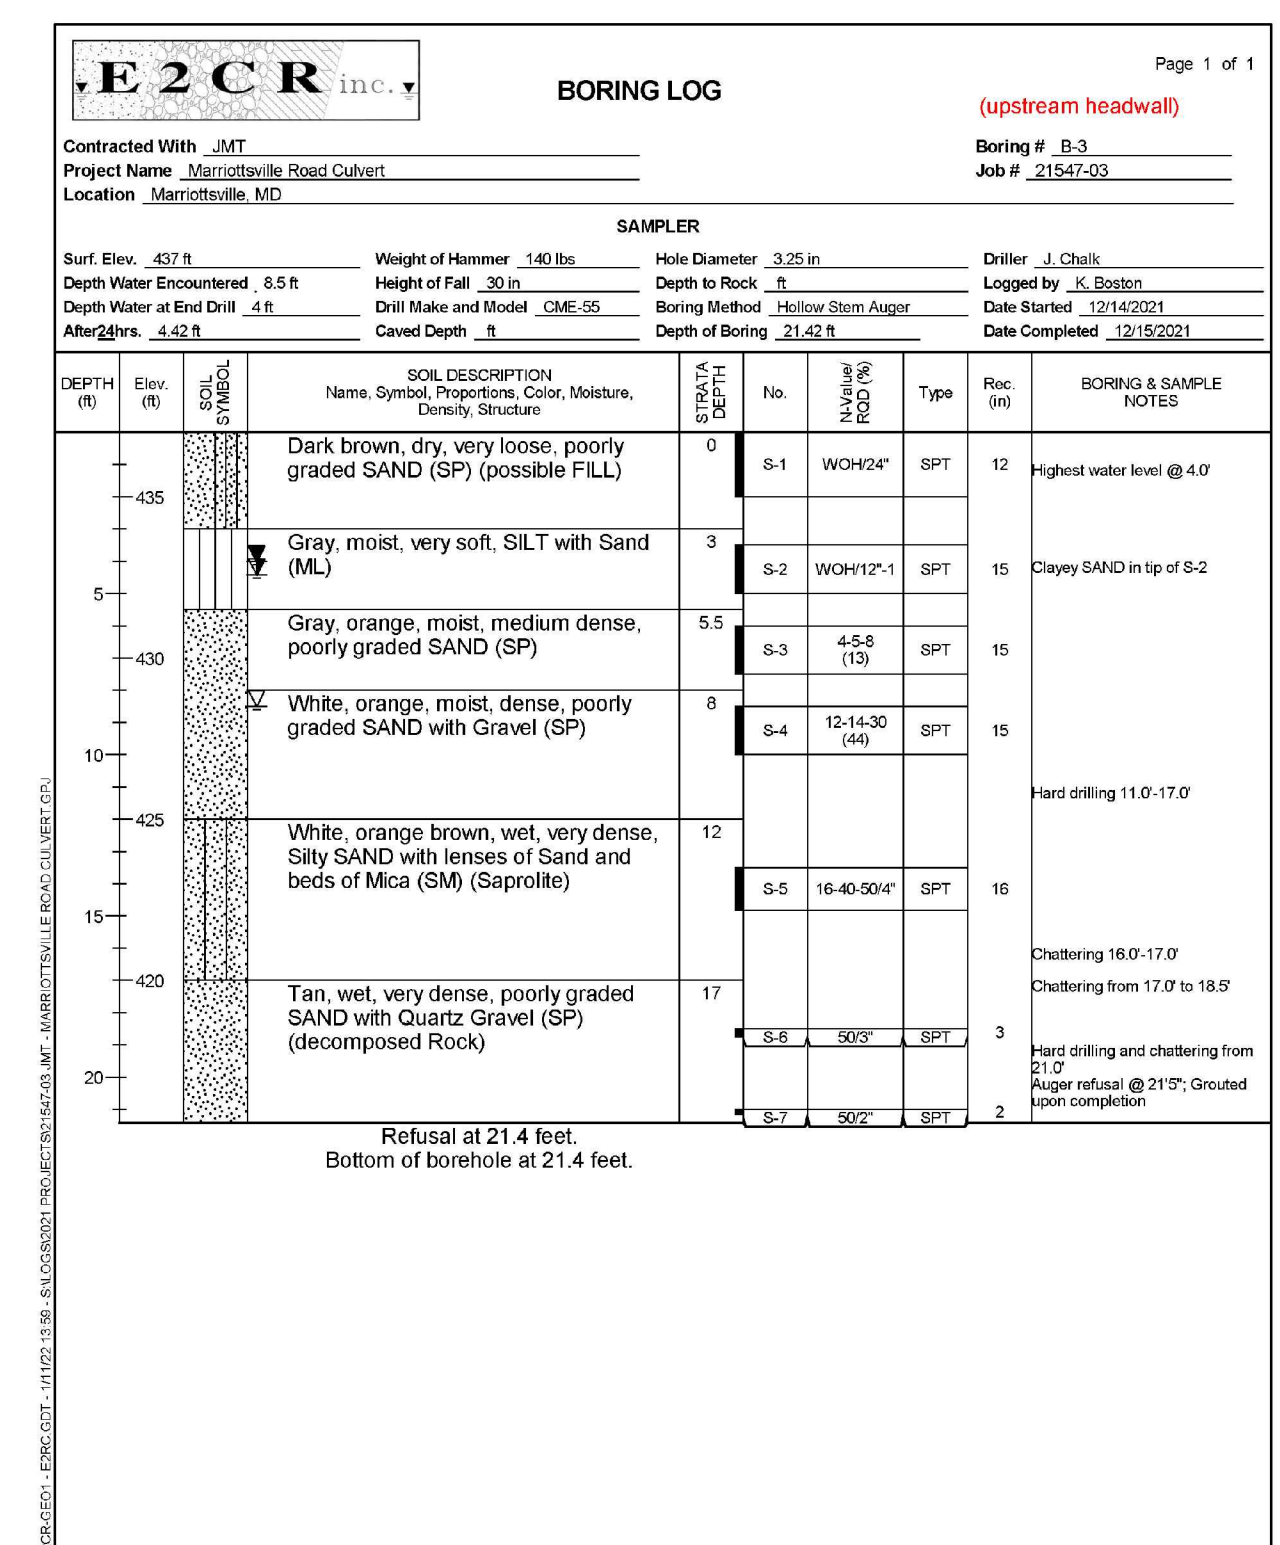 E2CR inc.
BORING LOG
Page 1 of 1
(upstream headwall)
Contracted With JMT
Boring # B-3
Project Name Marriottsville Road Culvert
Job # 21547-03
Location Marriottsville, MD
SAMPLER
Surf. Elev. 437 ft
Weight of Hammer 140 lbs
Hole Diameter 3.25 in
Driller J. Chalk
Depth Water Encountered 8.5 ft
Height of Fall 30 in
Depth to Rock ft
Logged by K. Boston
Depth Water at End Drill 4 ft
Drill Make and Model CME-55
Boring Method Hollow Stem Auger
Date Started 12/14/2021
After 24 hrs. 4.42 ft
Caved Depth ft
Depth of Boring 21.42 ft
Date Completed 12/15/2021
DEPTH
(ft)
Elev.
(ft)
SOIL
SYMBOL
SOIL DESCRIPTION
Name, Symbol, Proportions, Color, Moisture,
Density, Structure
STRATA
DEPTH
No.
N-Value/
RQD (%)
Type
Rec.
(in)
BORING & SAMPLE
NOTES
Dark brown, dry, very loose, poorly
graded SAND (SP) (possible FILL)
0
S-1 WOH/24" SPT 12
Highest water level @ 4.0'
435
Gray, moist, very soft, SILT with Sand
(ML)
3
S-2 WOH/12"-1 SPT 15
Clayey SAND in tip of S-2
5
Gray, orange, moist, medium dense,
poorly graded SAND (SP)
5.5
S-3 4-5-8
(13) SPT 15
430
White, orange, moist, dense, poorly
graded SAND with Gravel (SP)
8
S-4 12-14-30
(44) SPT 15
10
Hard drilling 11.0'-17.0'
425
White, orange brown, wet, very dense,
Silty SAND with lenses of Sand and
beds of Mica (SM) (Saprolite)
12
S-5 16-40-50/4" SPT 16
15
Chattering 16.0'-17.0'
420
Chattering from 17.0' to 18.5'
Tan, wet, very dense, poorly graded
SAND with Quartz Gravel (SP)
(decomposed Rock)
17
S-6 50/3" SPT 3
Hard drilling and chattering from
21.0'
20
Auger refusal @ 21'5"; Grouted
upon completion
S-7 50/2" SPT 2
Refusal at 21.4 feet.
Bottom of borehole at 21.4 feet.
CR-GEO1 - E2RC.GDT - 1/11/22 13:59 - S:\LOGS\2021 PROJECTS\21547-03 JMT - MARRIOTTSVILLE ROAD CULVERT.GPJ